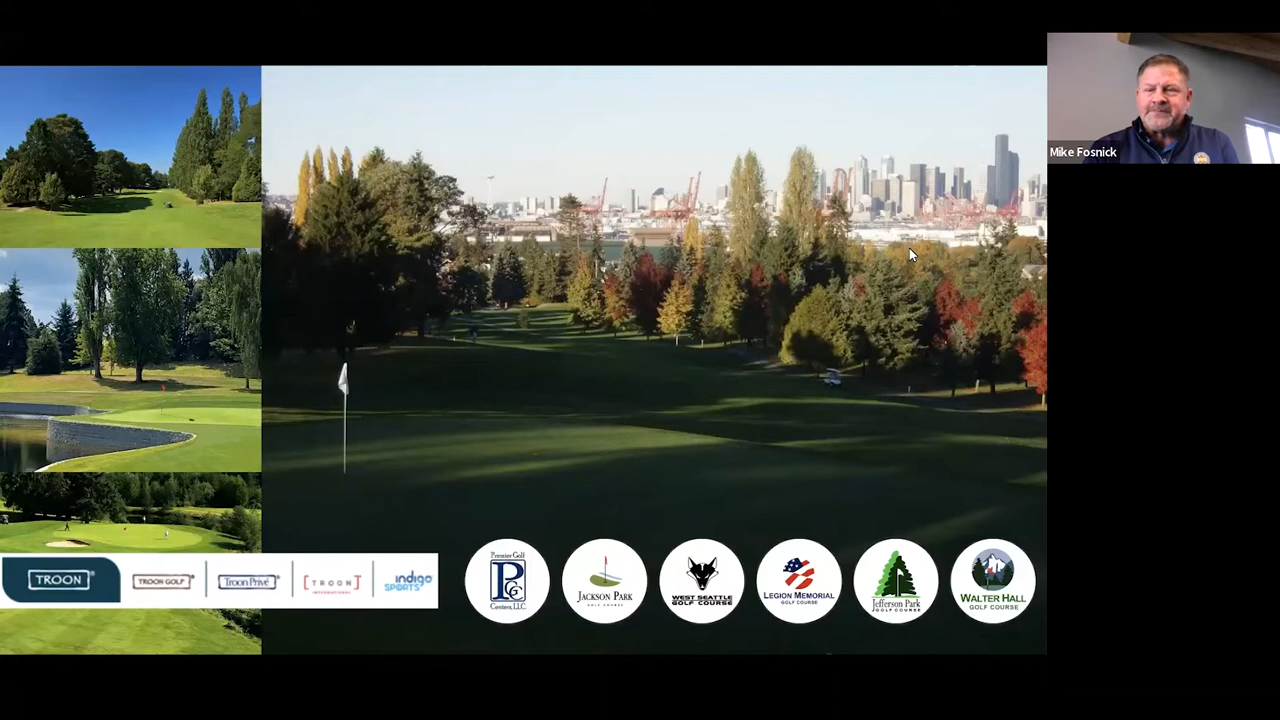 Mike Fosnick
TROON
TROON GOLF
Troon Privé
[TROON]
INTERNATIONAL
indigo
SPORTS
Premier Golf
PGC
Centers, LLC.
JACKSON PARK
GOLF COURSE
WEST SEATTLE
GOLF COURSE
LEGION MEMORIAL
GOLF COURSE
Jefferson Park
GOLF COURSE
WALTER HALL
GOLF COURSE